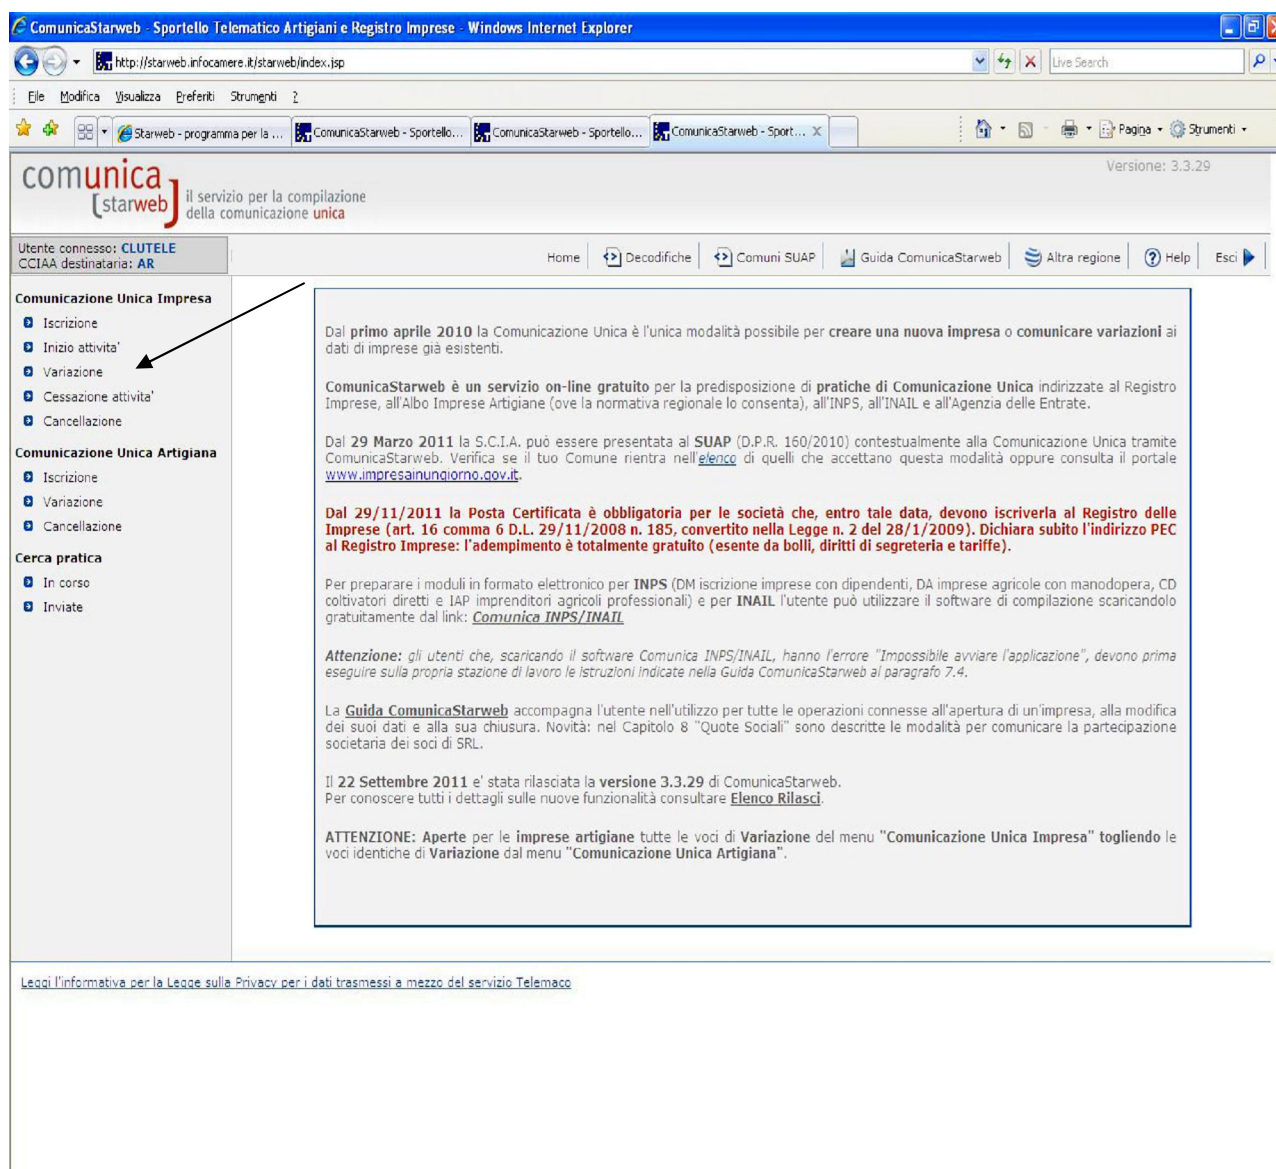 ComunicaStarweb - Sportello Telematico Artigiani e Registro Imprese - Windows Internet Explorer
http://starweb.infocamere.it/starweb/index.jsp
Live Search
File Modifica Visualizza Preferiti Strumenti ?
Starweb - programma per la ... ComunicaStarweb - Sportello... ComunicaStarweb - Sportello... ComunicaStarweb - Sport... X Pagina Strumenti
comunica
[starweb]
il servizio per la compilazione
della comunicazione unica
Versione: 3.3.29
Utente connesso: CLUTELE
CCIAA destinataria: AR
Home Decodifiche Comuni SUAP Guida ComunicaStarweb Altra regione Help Esci
Comunicazione Unica Impresa
Iscrizione
Inizio attivita'
Variazione
Cessazione attivita'
Cancellazione
Comunicazione Unica Artigiana
Iscrizione
Variazione
Cancellazione
Cerca pratica
In corso
Inviate
Dal primo aprile 2010 la Comunicazione Unica è l'unica modalità possibile per creare una nuova impresa o comunicare variazioni ai
dati di imprese già esistenti.
ComunicaStarweb è un servizio on-line gratuito per la predisposizione di pratiche di Comunicazione Unica indirizzate al Registro
Imprese, all'Albo Imprese Artigiane (ove la normativa regionale lo consenta), all'INPS, all'INAIL e all'Agenzia delle Entrate.
Dal 29 Marzo 2011 la S.C.I.A. può essere presentata al SUAP (D.P.R. 160/2010) contestualmente alla Comunicazione Unica tramite
ComunicaStarweb. Verifica se il tuo Comune rientra nell'elenco di quelli che accettano questa modalità oppure consulta il portale
www.impresainungiorno.gov.it.
Dal 29/11/2011 la Posta Certificata è obbligatoria per le società che, entro tale data, devono iscriverla al Registro delle
Imprese (art. 16 comma 6 D.L. 29/11/2008 n. 185, convertito nella Legge n. 2 del 28/1/2009). Dichiara subito l'indirizzo PEC
al Registro Imprese: l'adempimento è totalmente gratuito (esente da bolli, diritti di segreteria e tariffe).
Per preparare i moduli in formato elettronico per INPS (DM iscrizione imprese con dipendenti, DA imprese agricole con manodopera, CD
coltivatori diretti e IAP imprenditori agricoli professionali) e per INAIL l'utente può utilizzare il software di compilazione scaricandolo
gratuitamente dal link: Comunica INPS/INAIL
Attenzione: gli utenti che, scaricando il software Comunica INPS/INAIL, hanno l'errore "Impossibile avviare l'applicazione", devono prima
eseguire sulla propria stazione di lavoro le istruzioni indicate nella Guida ComunicaStarweb al paragrafo 7.4.
La Guida ComunicaStarweb accompagna l'utente nell'utilizzo per tutte le operazioni connesse all'apertura di un'impresa, alla modifica
dei suoi dati e alla sua chiusura. Novità: nel Capitolo 8 "Quote Sociali" sono descritte le modalità per comunicare la partecipazione
societaria dei soci di SRL.
Il 22 Settembre 2011 e' stata rilasciata la versione 3.3.29 di ComunicaStarweb.
Per conoscere tutti i dettagli sulle nuove funzionalità consultare Elenco Rilasci.
ATTENZIONE: Aperte per le imprese artigiane tutte le voci di Variazione del menu "Comunicazione Unica Impresa" togliendo le
voci identiche di Variazione dal menu "Comunicazione Unica Artigiana".
Leggi l'informativa per la Legge sulla Privacy per i dati trasmessi a mezzo del servizio Telemaco